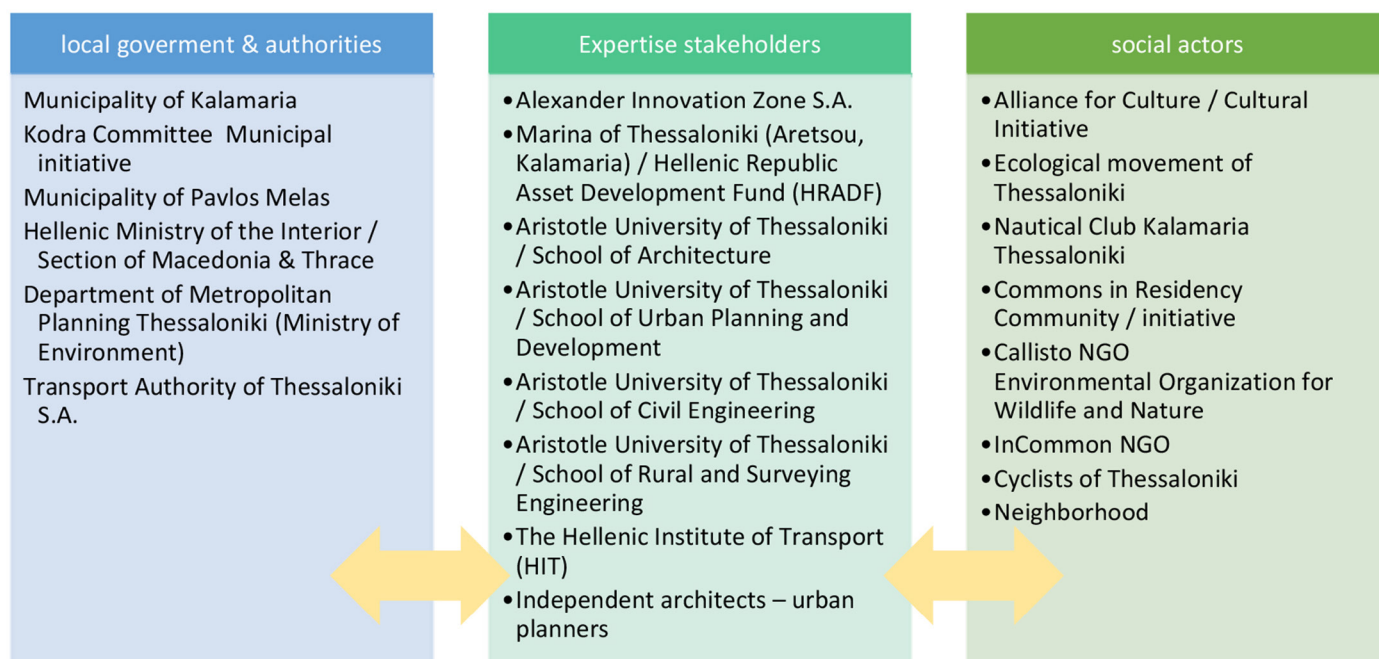 local goverment & authorities
Municipality of Kalamaria
Kodra Committee  Municipal
initiative
Municipality of Pavlos Melas
Hellenic Ministry of the Interior /
Section of Macedonia & Thrace
Department of Metropolitan
Planning Thessaloniki (Ministry of
Environment)
Transport Authority of Thessaloniki
S.A.
Expertise stakeholders
•Alexander Innovation Zone S.A.
•Marina of Thessaloniki (Aretsou,
Kalamaria) / Hellenic Republic
Asset Development Fund (HRADF)
•Aristotle University of Thessaloniki
/ School of Architecture
•Aristotle University of Thessaloniki
/ School of Urban Planning and
Development
•Aristotle University of Thessaloniki
/ School of Civil Engineering
•Aristotle University of Thessaloniki
/ School of Rural and Surveying
Engineering
•The Hellenic Institute of Transport
(HIT)
•Independent architects – urban
planners
social actors
•Alliance for Culture / Cultural
Initiative
•Ecological movement of
Thessaloniki
•Nautical Club Kalamaria
Thessaloniki
•Commons in Residency
Community / initiative
•Callisto NGO
Environmental Organization for
Wildlife and Nature
•InCommon NGO
•Cyclists of Thessaloniki
•Neighborhood